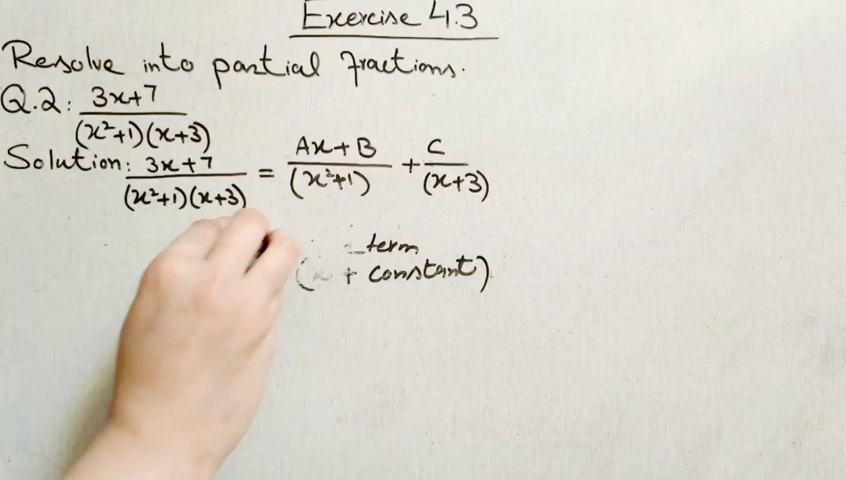 Exercise 4.3
Resolve into partial fractions.
Q.2: 3x+7
(x²+1)(x+3)
Solution: 3x+7 = Ax+B + C
(x²+1)(x+3) (x²+1) (x+3)
term
( + constant)